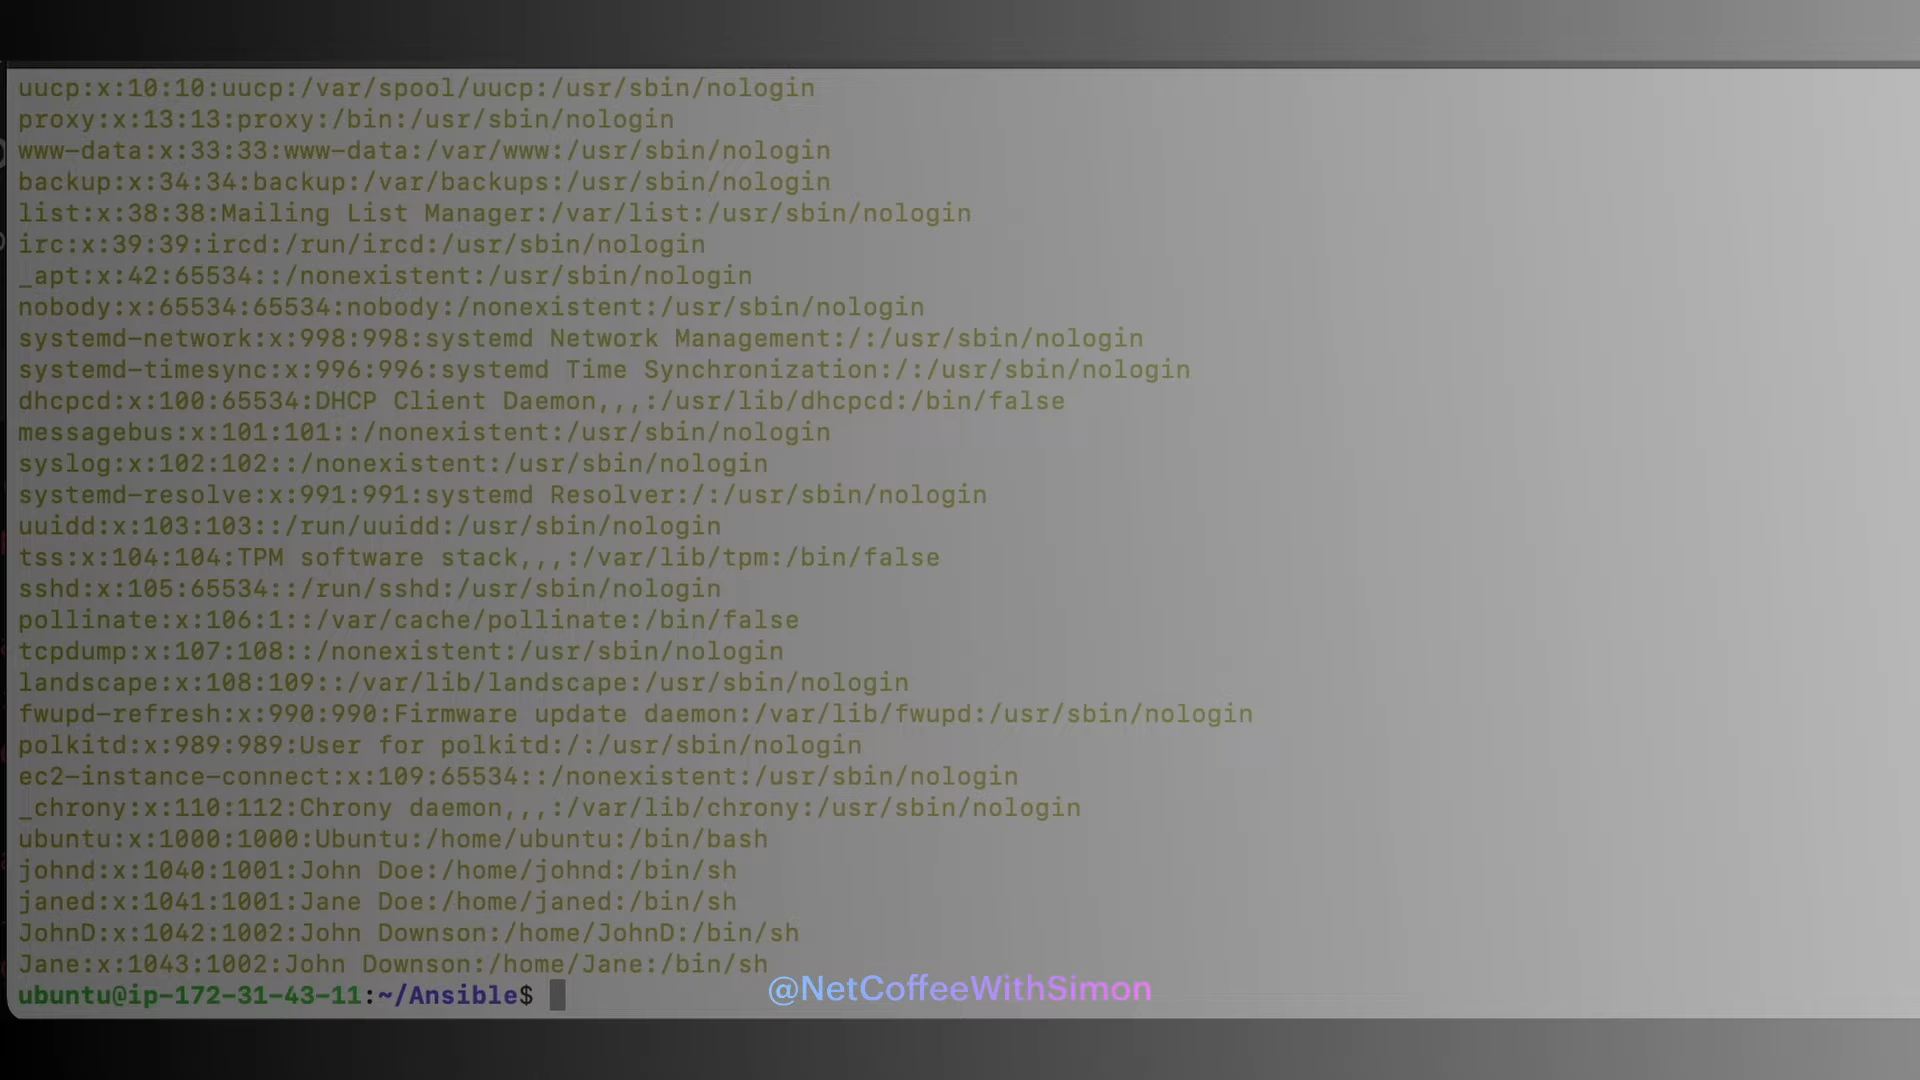 uucp:x:10:10:uucp:/var/spool/uucp:/usr/sbin/nologin
proxy:x:13:13:proxy:/bin:/usr/sbin/nologin
www-data:x:33:33:www-data:/var/www:/usr/sbin/nologin
backup:x:34:34:backup:/var/backups:/usr/sbin/nologin
list:x:38:38:Mailing List Manager:/var/list:/usr/sbin/nologin
irc:x:39:39:ircd:/run/ircd:/usr/sbin/nologin
_apt:x:42:65534::/nonexistent:/usr/sbin/nologin
nobody:x:65534:65534:nobody:/nonexistent:/usr/sbin/nologin
systemd-network:x:998:998:systemd Network Management:/:/usr/sbin/nologin
systemd-timesync:x:996:996:systemd Time Synchronization:/:/usr/sbin/nologin
dhcpcd:x:100:65534:DHCP Client Daemon,,,:/usr/lib/dhcpcd:/bin/false
messagebus:x:101:101::/nonexistent:/usr/sbin/nologin
syslog:x:102:102::/nonexistent:/usr/sbin/nologin
systemd-resolve:x:991:991:systemd Resolver:/:/usr/sbin/nologin
uuidd:x:103:103::/run/uuidd:/usr/sbin/nologin
tss:x:104:104:TPM software stack,,,:/var/lib/tpm:/bin/false
sshd:x:105:65534::/run/sshd:/usr/sbin/nologin
pollinate:x:106:1::/var/cache/pollinate:/bin/false
tcpdump:x:107:108::/nonexistent:/usr/sbin/nologin
landscape:x:108:109::/var/lib/landscape:/usr/sbin/nologin
fwupd-refresh:x:990:990:Firmware update daemon:/var/lib/fwupd:/usr/sbin/nologin
polkitd:x:989:989:User for polkitd:/:/usr/sbin/nologin
ec2-instance-connect:x:109:65534::/nonexistent:/usr/sbin/nologin
_chrony:x:110:112:Chrony daemon,,,:/var/lib/chrony:/usr/sbin/nologin
ubuntu:x:1000:1000:Ubuntu:/home/ubuntu:/bin/bash
johnd:x:1040:1001:John Doe:/home/johnd:/bin/sh
janed:x:1041:1001:Jane Doe:/home/janed:/bin/sh
JohnD:x:1042:1002:John Downson:/home/JohnD:/bin/sh
Jane:x:1043:1002:John Downson:/home/Jane:/bin/sh
ubuntu@ip-172-31-43-11:~/Ansible$
@NetCoffeeWithSimon